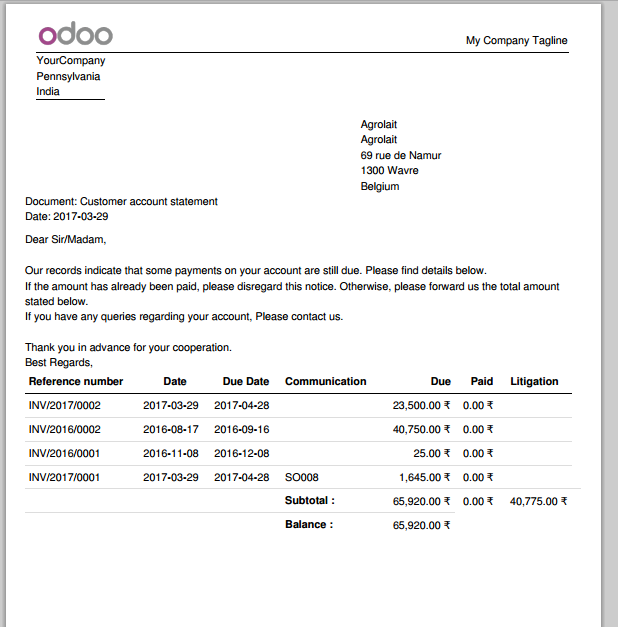 odoo
My Company Tagline
YourCompany
Pennsylvania
India
Agrolait
Agrolait
69 rue de Namur
1300 Wavre
Belgium
Document: Customer account statement
Date: 2017-03-29
Dear Sir/Madam,
Our records indicate that some payments on your account are still due. Please find details below.
If the amount has already been paid, please disregard this notice. Otherwise, please forward us the total amount
stated below.
If you have any queries regarding your account, Please contact us.
Thank you in advance for your cooperation.
Best Regards,
Reference number Date Due Date Communication Due Paid Litigation
INV/2017/0002 2017-03-29 2017-04-28 23,500.00 ₹ 0.00 ₹
INV/2016/0002 2016-08-17 2016-09-16 40,750.00 ₹ 0.00 ₹
INV/2016/0001 2016-11-08 2016-12-08 25.00 ₹ 0.00 ₹
INV/2017/0001 2017-03-29 2017-04-28 SO008 1,645.00 ₹ 0.00 ₹
Subtotal : 65,920.00 ₹ 0.00 ₹ 40,775.00 ₹
Balance : 65,920.00 ₹